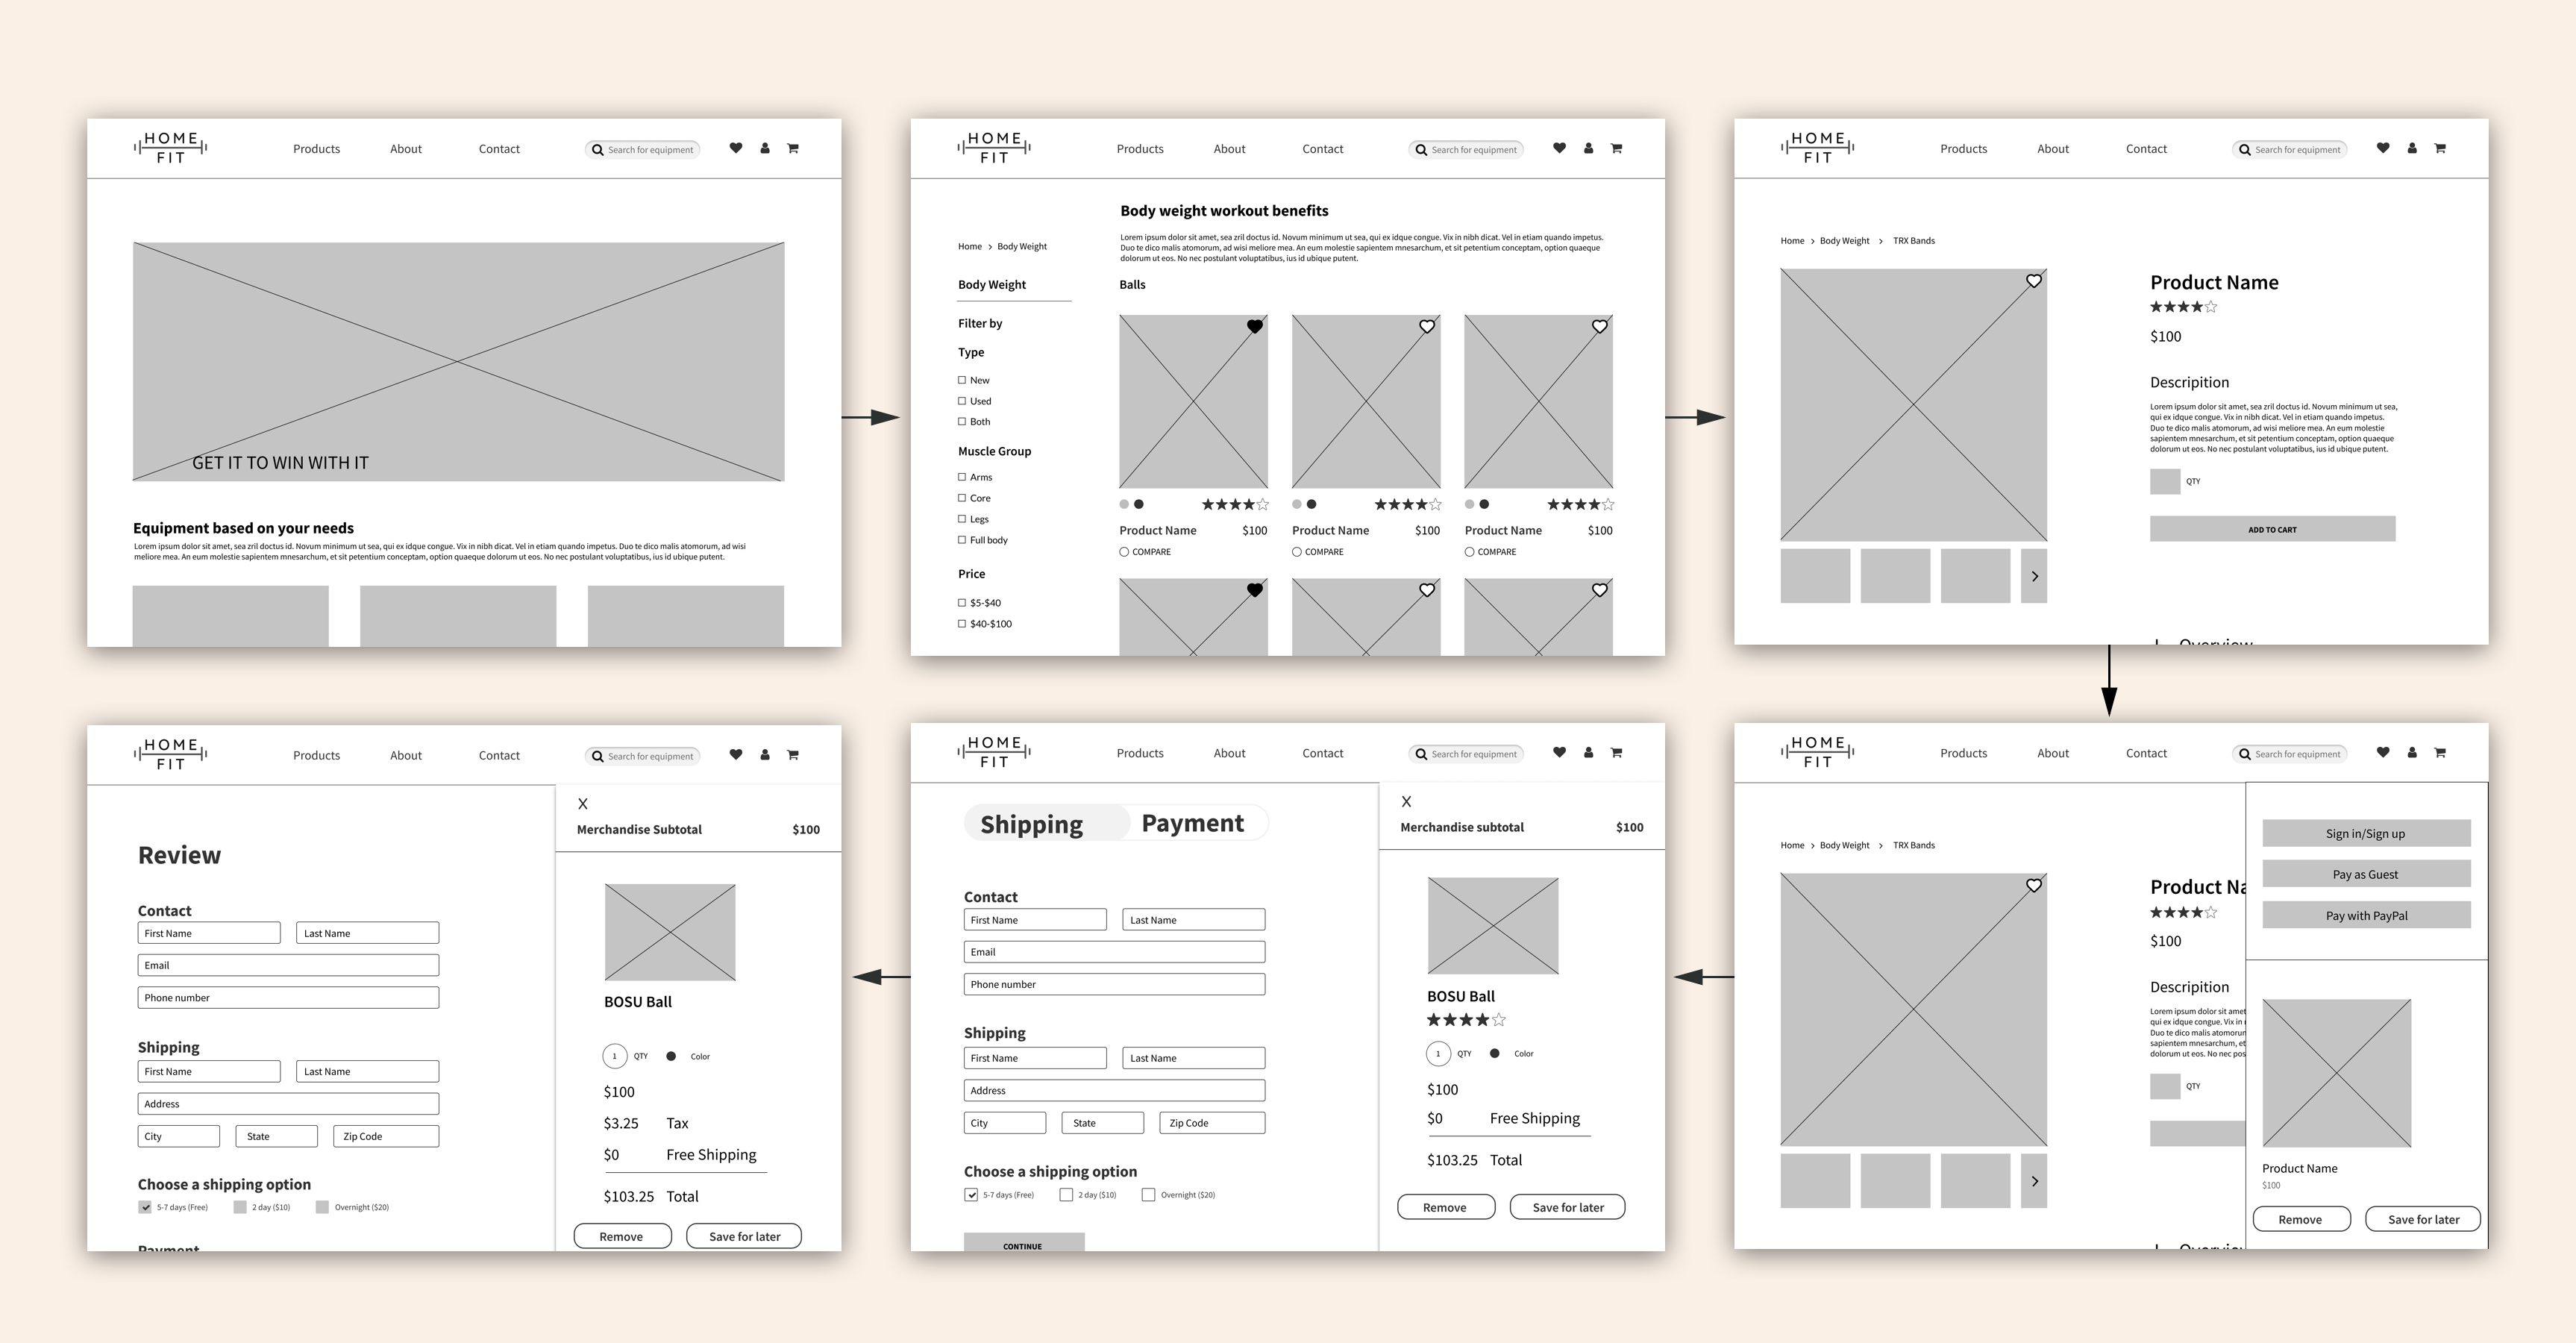 HOME
FIT
Products About Contact Search for equipment
GET IT TO WIN WITH IT
Equipment based on your needs
Lorem ipsum dolor sit amet, sea zril doctus id. Novum minimum ut sea, qui ex idque congue. Vix in nibh dicat. Vel in etiam quando impetus. Duo te dico malis atomorum, ad wisi
meliore mea. An eum molestie sapientem mnesarchum, et sit petentium conceptam, option quaeque dolorum ut eos. No nec postulant voluptatibus, ius id ubique putent.
HOME
FIT
Products About Contact Search for equipment
Home > Body Weight
Body Weight
Filter by
Type
New
Used
Both
Muscle Group
Arms
Core
Legs
Full body
Price
$5-$40
$40-$100
Body weight workout benefits
Lorem ipsum dolor sit amet, sea zril doctus id. Novum minimum ut sea, qui ex idque congue. Vix in nibh dicat. Vel in etiam quando impetus.
Duo te dico malis atomorum, ad wisi meliore mea. An eum molestie sapientem mnesarchum, et sit petentium conceptam, option quaeque
dolorum ut eos. No nec postulant voluptatibus, ius id ubique putent.
Balls
Product Name $100 Product Name $100 Product Name $100
COMPARE COMPARE COMPARE
HOME
FIT
Products About Contact Search for equipment
Home > Body Weight > TRX Bands
Product Name
$100
Descripition
Lorem ipsum dolor sit amet, sea zril doctus id. Novum minimum ut sea,
qui ex idque congue. Vix in nibh dicat. Vel in etiam quando impetus.
Duo te dico malis atomorum, ad wisi meliore mea. An eum molestie
sapientem mnesarchum, et sit petentium conceptam, option quaeque
dolorum ut eos. No nec postulant voluptatibus, ius id ubique putent.
QTY
ADD TO CART
Overview
HOME
FIT
Products About Contact Search for equipment
Review
Contact
First Name Last Name
Email
Phone number
Shipping
First Name Last Name
Address
City State Zip Code
Choose a shipping option
5-7 days (Free) 2 day ($10) Overnight ($20)
Payment
X
Merchandise Subtotal $100
BOSU Ball
1 QTY Color
$100
$3.25 Tax
$0 Free Shipping
$103.25 Total
Remove Save for later
HOME
FIT
Products About Contact Search for equipment
Shipping Payment
Contact
First Name Last Name
Email
Phone number
Shipping
First Name Last Name
Address
City State Zip Code
Choose a shipping option
5-7 days (Free) 2 day ($10) Overnight ($20)
CONTINUE
X
Merchandise subtotal $100
BOSU Ball
1 QTY Color
$100
$0 Free Shipping
$103.25 Total
Remove Save for later
HOME
FIT
Products About Contact Search for equipment
Home > Body Weight > TRX Bands
Product Na
$100
Descripition
Lorem ipsum dolor sit amet
qui ex idque congue. Vix in
Duo te dico malis atomorum
sapientem mnesarchum, et
dolorum ut eos. No nec pos
QTY
Overview
Sign in/Sign up
Pay as Guest
Pay with PayPal
Product Name
$100
Remove Save for later